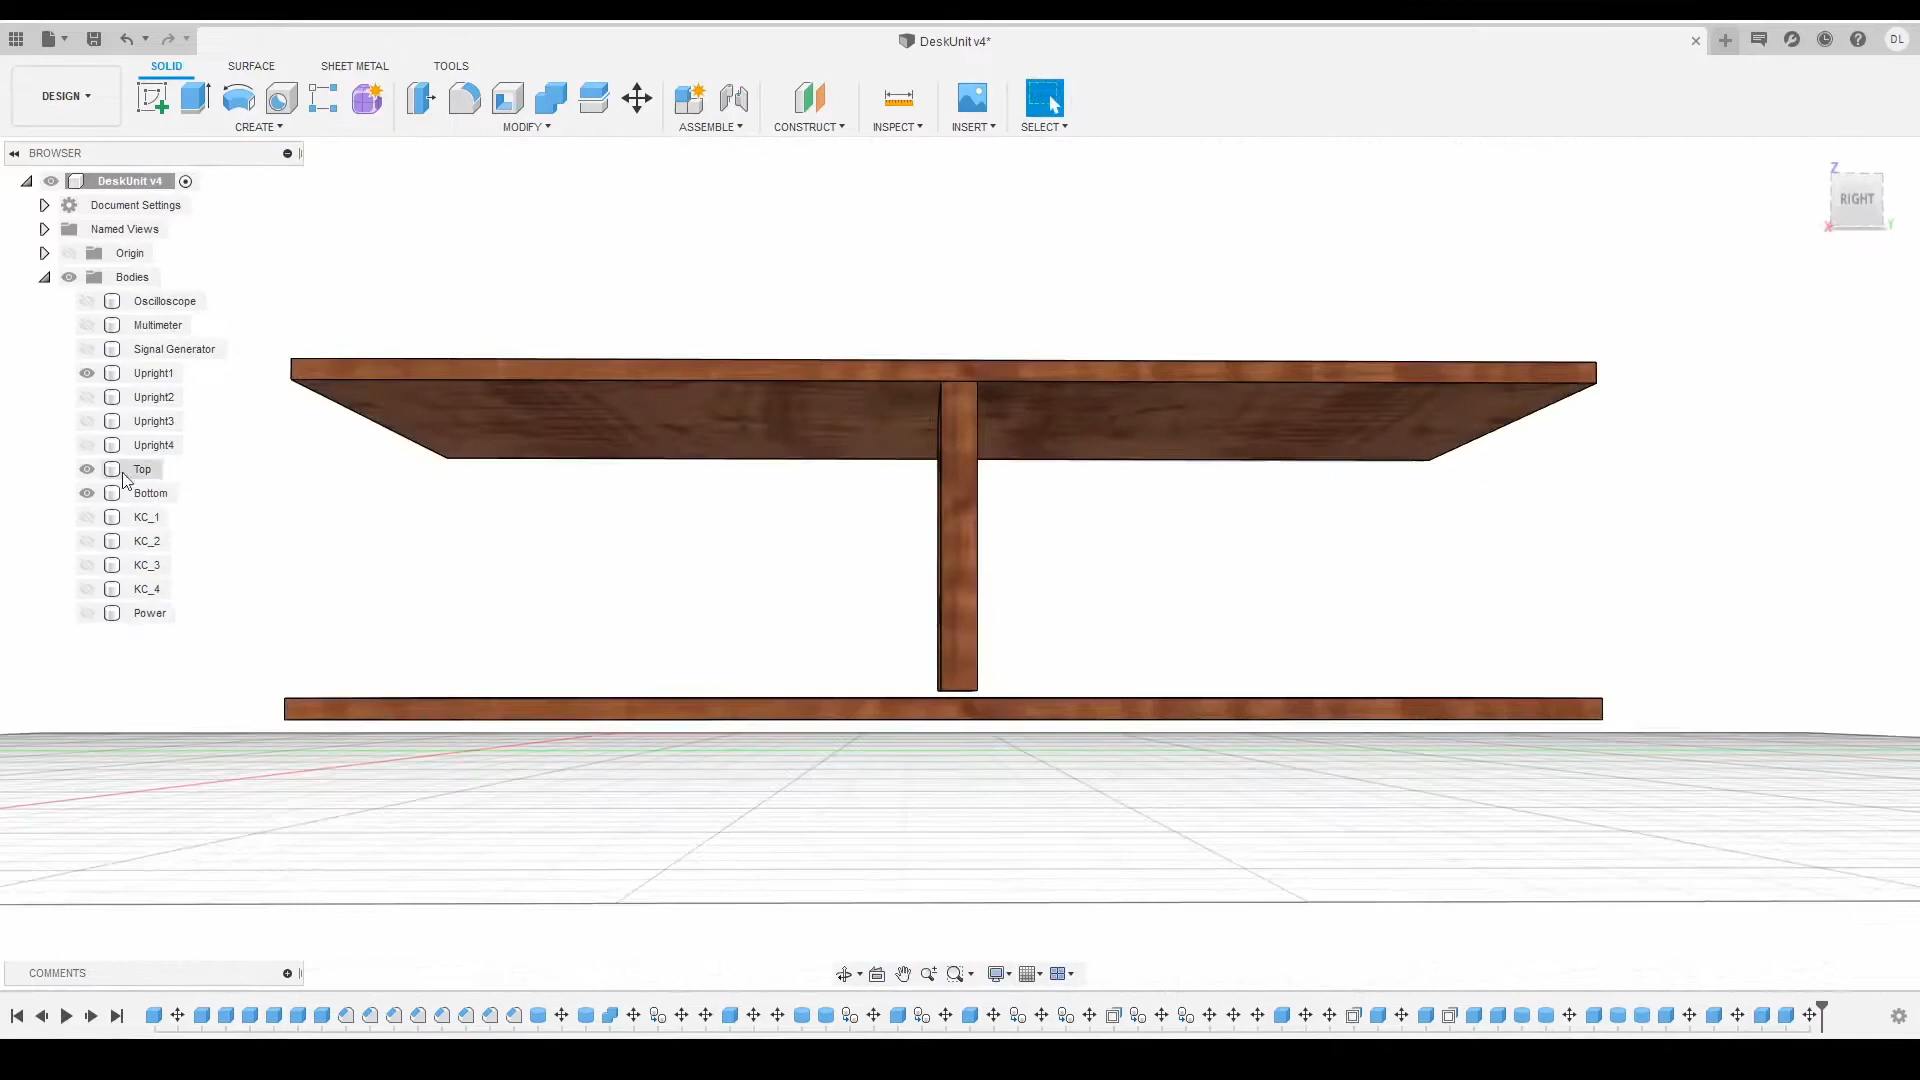 DeskUnit v4*
DL
SOLID SURFACE SHEET METAL TOOLS
DESIGN
CREATE MODIFY ASSEMBLE CONSTRUCT INSPECT INSERT SELECT
BROWSER
DeskUnit v4
Document Settings
Named Views
Origin
Bodies
Oscilloscope
Multimeter
Signal Generator
Upright1
Upright2
Upright3
Upright4
Top
Bottom
KC_1
KC_2
KC_3
KC_4
Power
Z
RIGHT
X
Y
COMMENTS